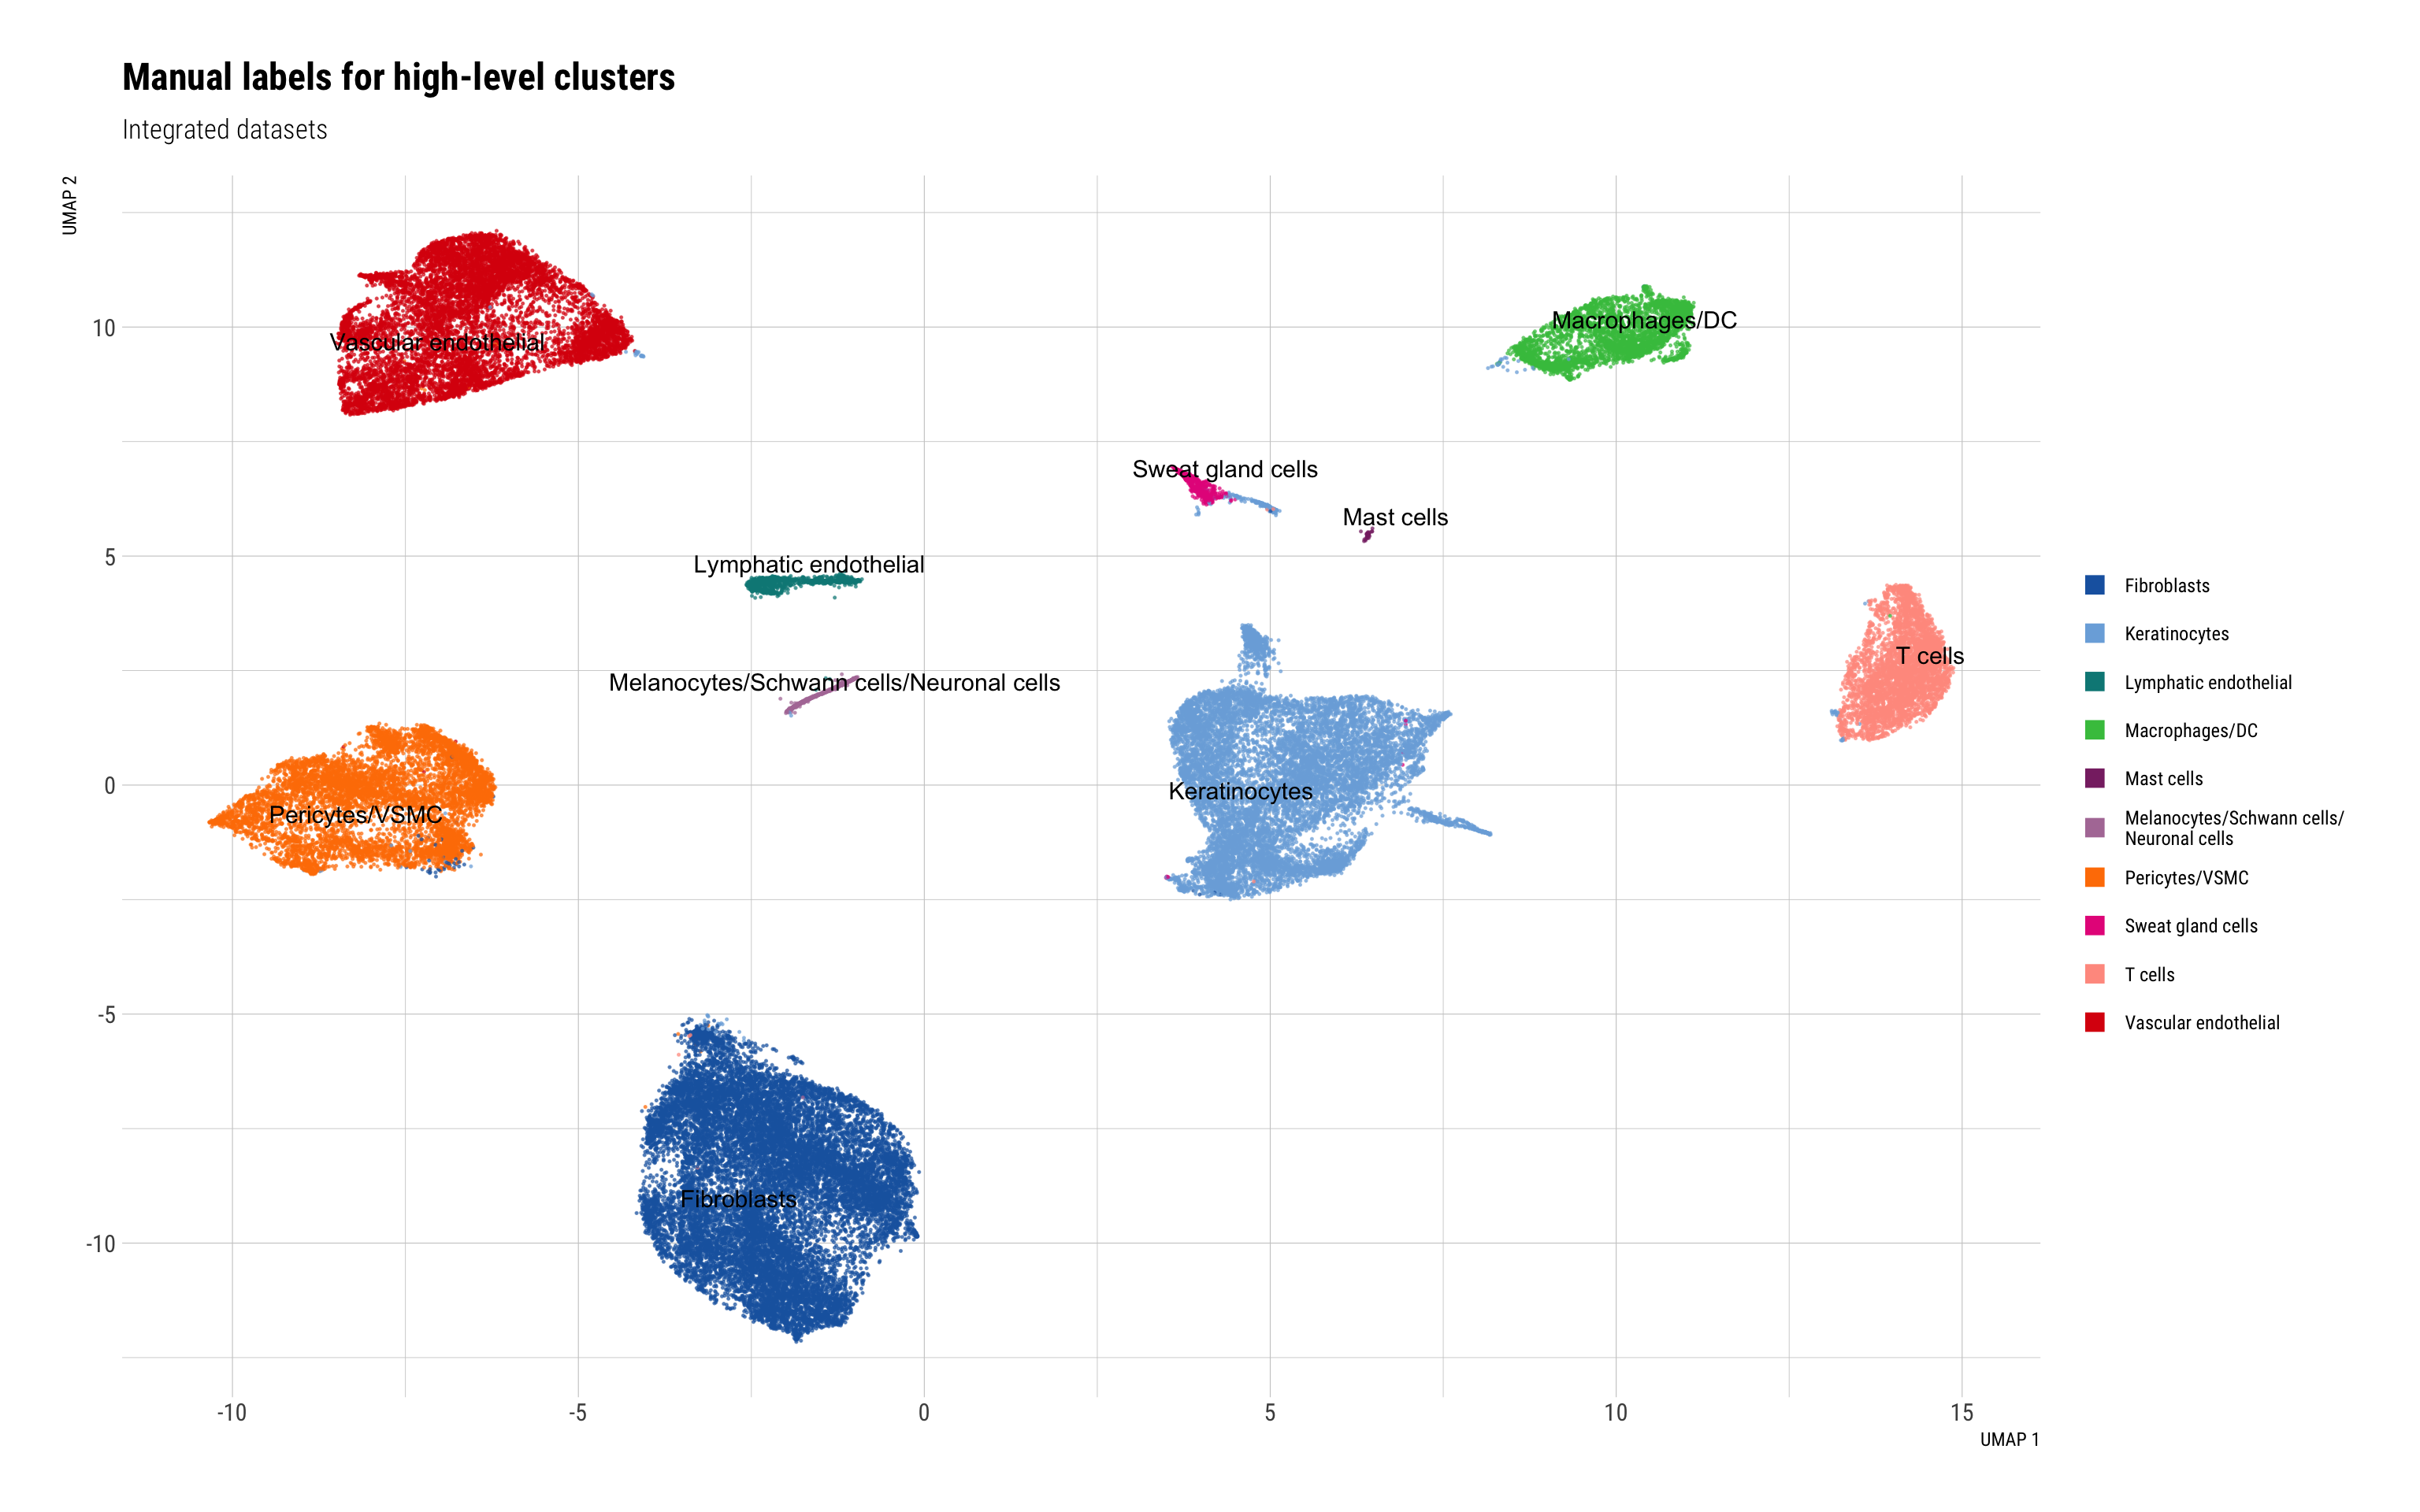 Manual labels for high-level clusters
Integrated datasets
UMAP 2
10
5
0
-5
-10
Vascular endothelial
Macrophages/DC
Sweat gland cells
Mast cells
Lymphatic endothelial
T cells
Melanocytes/Schwann cells/Neuronal cells
Keratinocytes
Pericytes/VSMC
Fibroblasts
-10
-5
0
5
10
15
UMAP 1
Fibroblasts
Keratinocytes
Lymphatic endothelial
Macrophages/DC
Mast cells
Melanocytes/Schwann cells/
Neuronal cells
Pericytes/VSMC
Sweat gland cells
T cells
Vascular endothelial